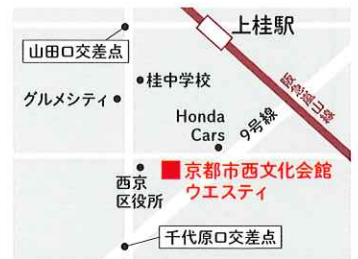 上桂駅
山田口交差点
桂中学校
グルメシティ
阪急嵐山線
Honda
Cars
9号線
京都市西文化会館
ウエスティ
西京
区役所
千代原口交差点